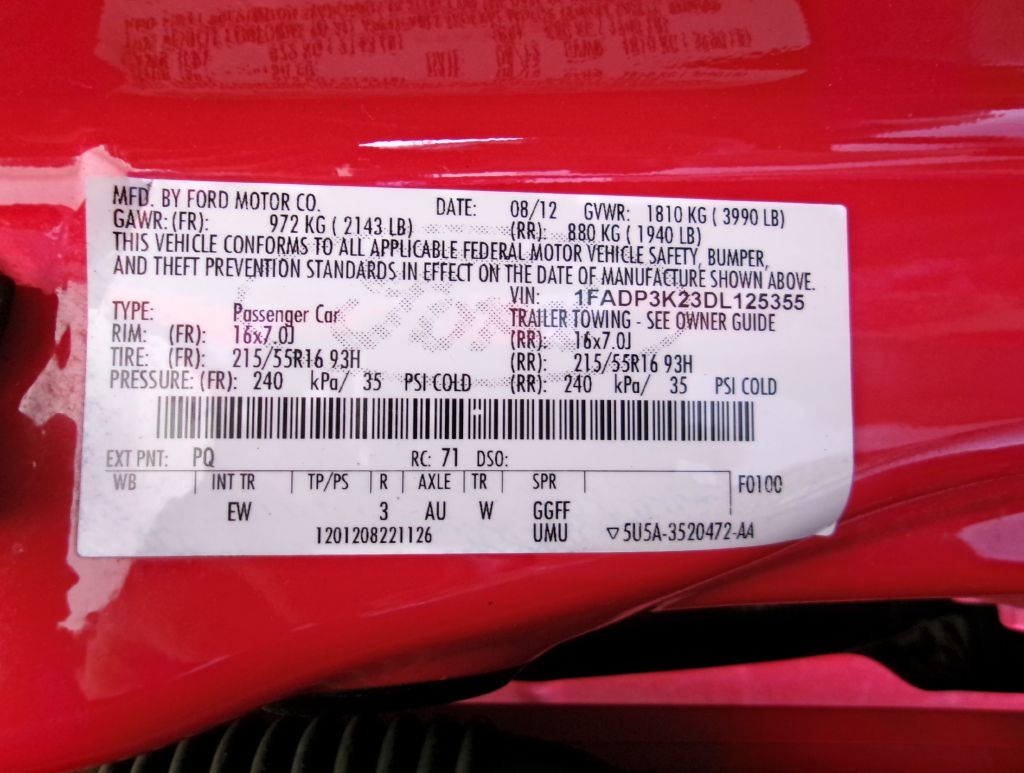 MFD. BY FORD MOTOR CO. DATE: 08/12 GVWR: 1810 KG ( 3990 LB)
GAWR: (FR): 972 KG ( 2143 LB) (RR): 880 KG ( 1940 LB)
THIS VEHICLE CONFORMS TO ALL APPLICABLE FEDERAL MOTOR VEHICLE SAFETY, BUMPER,
AND THEFT PREVENTION STANDARDS IN EFFECT ON THE DATE OF MANUFACTURE SHOWN ABOVE.
VIN: 1FADP3K23DL125355
TYPE: Passenger Car TRAILER TOWING - SEE OWNER GUIDE
RIM: (FR): 16x7.0J (RR): 16x7.0J
TIRE: (FR): 215/55R16 93H (RR): 215/55R16 93H
PRESSURE: (FR): 240 kPa/ 35 PSI COLD (RR): 240 kPa/ 35 PSI COLD
EXT PNT: PQ RC: 71 DSO:
WB INT TR TP/PS R AXLE TR SPR F0100
EW 3 AU W GGFF
1201208221126 UMU ▽5U5A-3520472-AA